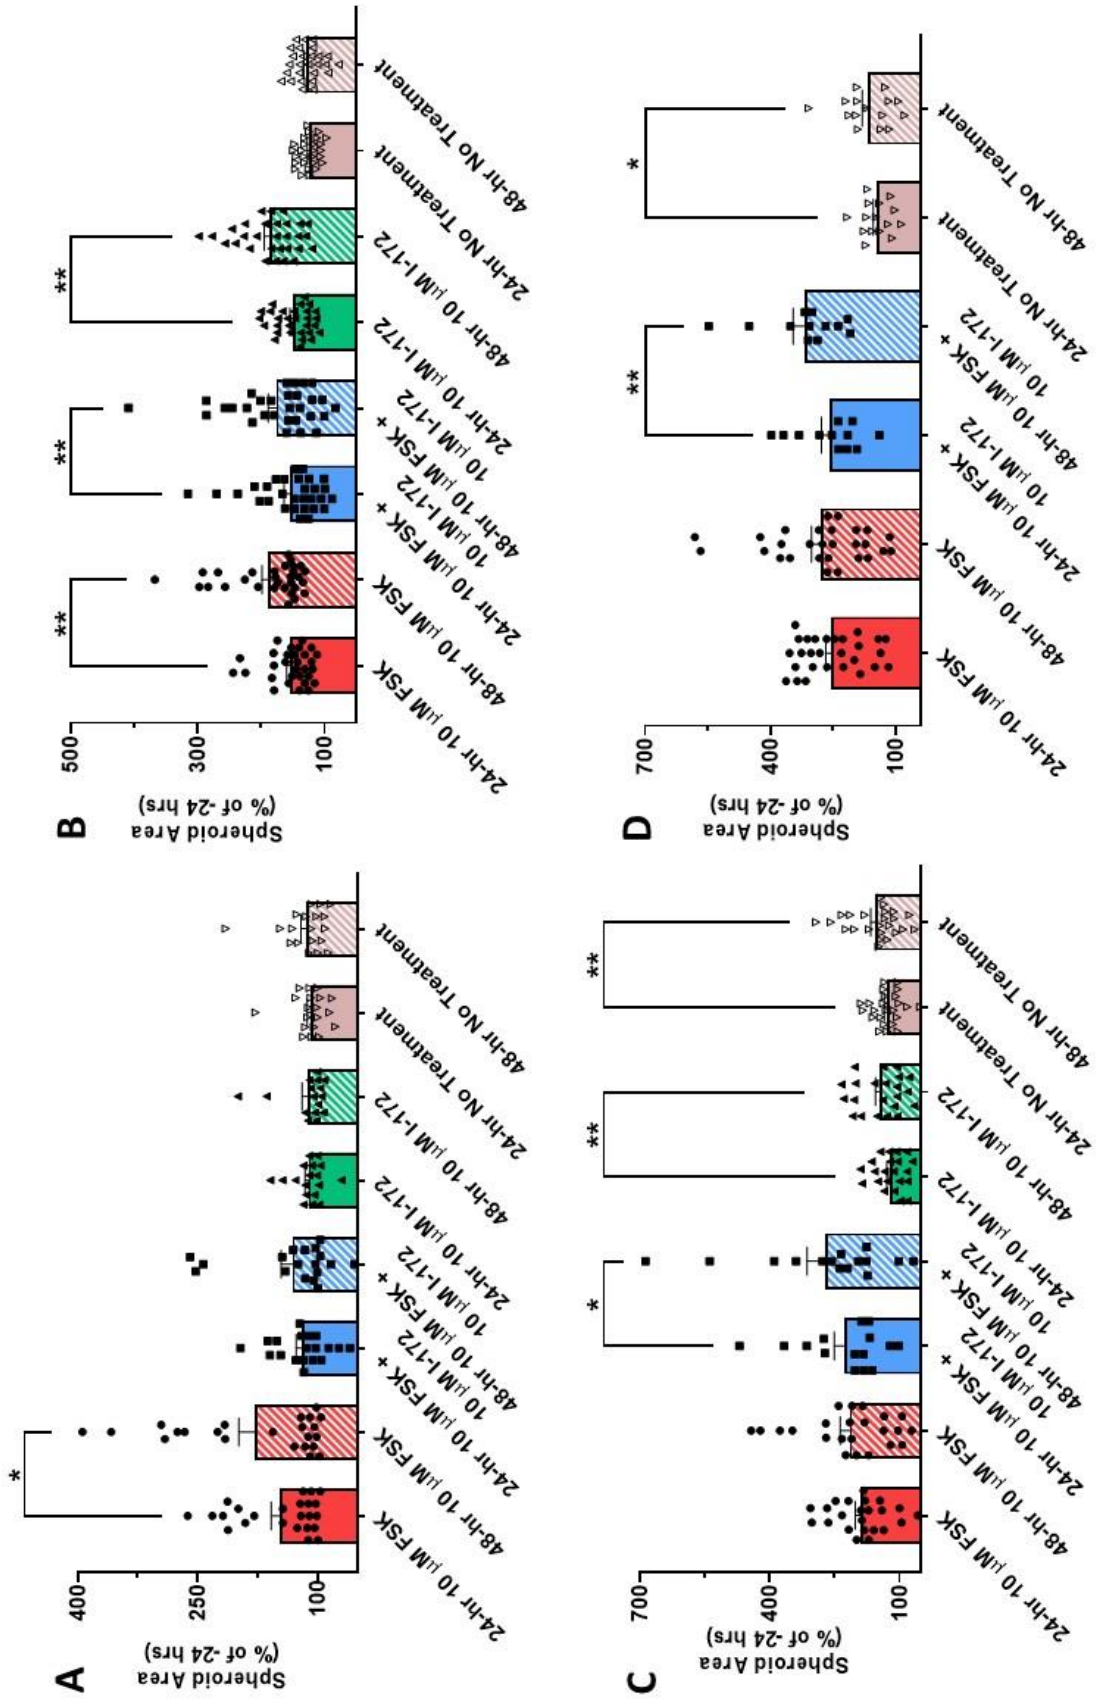 A
Spheroid Area
(% of -24 hrs)
400
250
100
*
24-hr 10 µM FSK
48-hr 10 µM FSK
24-hr 10 µM FSK +
10 µM I-172
48-hr 10 µM FSK +
10 µM I-172
24-hr 10 µM I-172
48-hr 10 µM I-172
24-hr No Treatment
48-hr No Treatment
B
Spheroid Area
(% of -24 hrs)
500
300
100
**
**
**
24-hr 10 µM FSK
48-hr 10 µM FSK
24-hr 10 µM FSK +
10 µM I-172
48-hr 10 µM FSK +
10 µM I-172
24-hr 10 µM I-172
48-hr 10 µM I-172
24-hr No Treatment
48-hr No Treatment
C
Spheroid Area
(% of -24 hrs)
700
400
100
*
**
**
24-hr 10 µM FSK
48-hr 10 µM FSK
24-hr 10 µM FSK +
10 µM I-172
48-hr 10 µM FSK +
10 µM I-172
24-hr 10 µM I-172
48-hr 10 µM I-172
24-hr No Treatment
48-hr No Treatment
D
Spheroid Area
(% of -24 hrs)
700
400
100
**
*
24-hr 10 µM FSK
48-hr 10 µM FSK
24-hr 10 µM FSK +
10 µM I-172
48-hr 10 µM FSK +
10 µM I-172
24-hr No Treatment
48-hr No Treatment